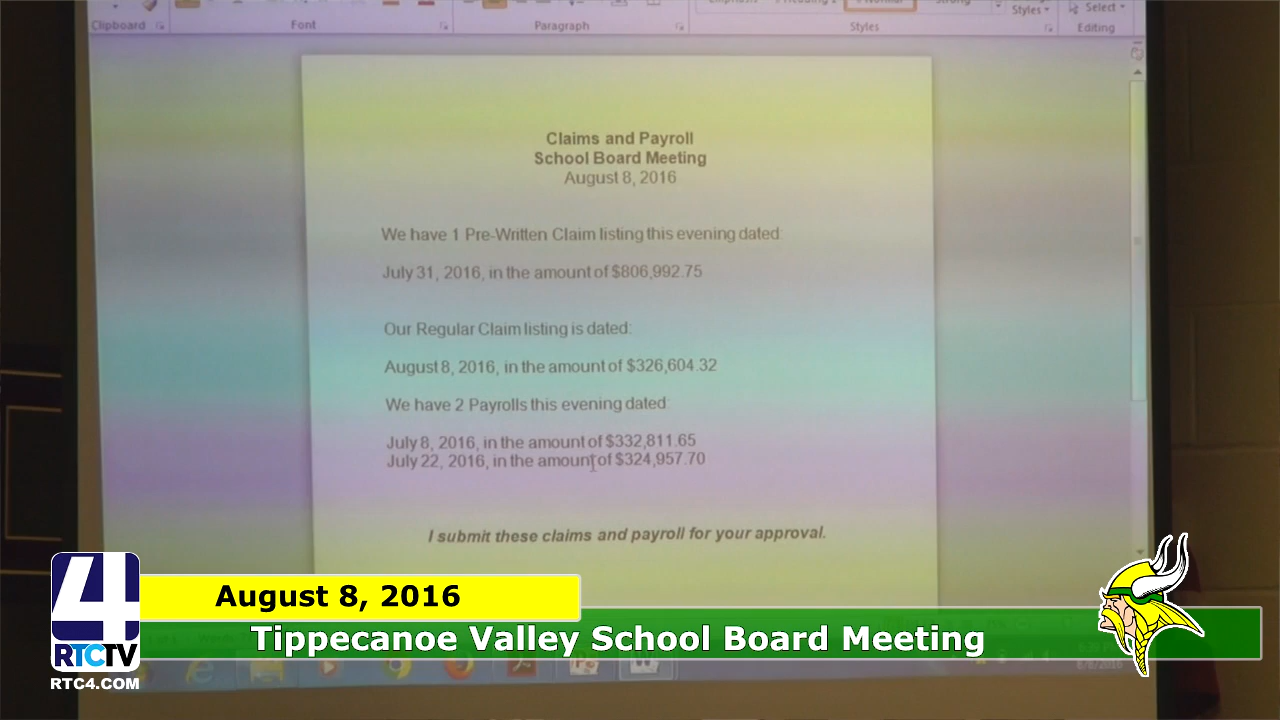 Clipboard
Font
Paragraph
Styles
Styles
Select
Editing
Claims and Payroll
School Board Meeting
August 8, 2016
We have 1 Pre-Written Claim listing this evening dated:
July 31, 2016, in the amount of $806,992.75
Our Regular Claim listing is dated:
August 8, 2016, in the amount of $326,604.32
We have 2 Payrolls this evening dated:
July 8, 2016, in the amount of $332,811.65
July 22, 2016, in the amount of $324,957.70
I submit these claims and payroll for your approval.
4
RTCTV
RTC4.COM
August 8, 2016
Tippecanoe Valley School Board Meeting
8/8/2016